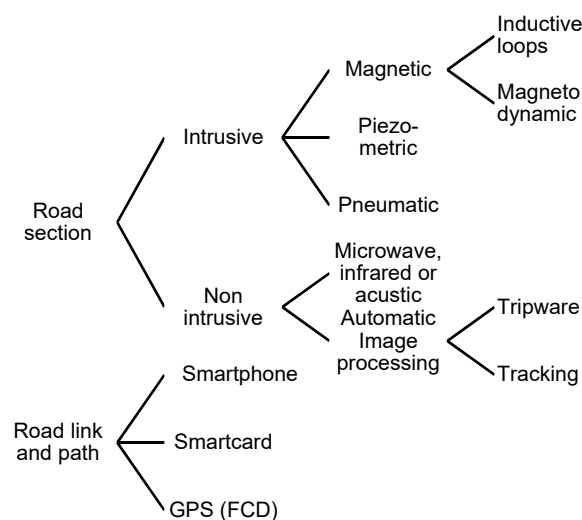 Road
section
Intrusive
Magnetic
Inductive
loops
Magneto
dynamic
Piezo-
metric
Pneumatic
Non
intrusive
Microwave,
infrared or
acustic
Automatic
Image
processing
Tripware
Tracking
Road link
and path
Smartphone
Smartcard
GPS (FCD)